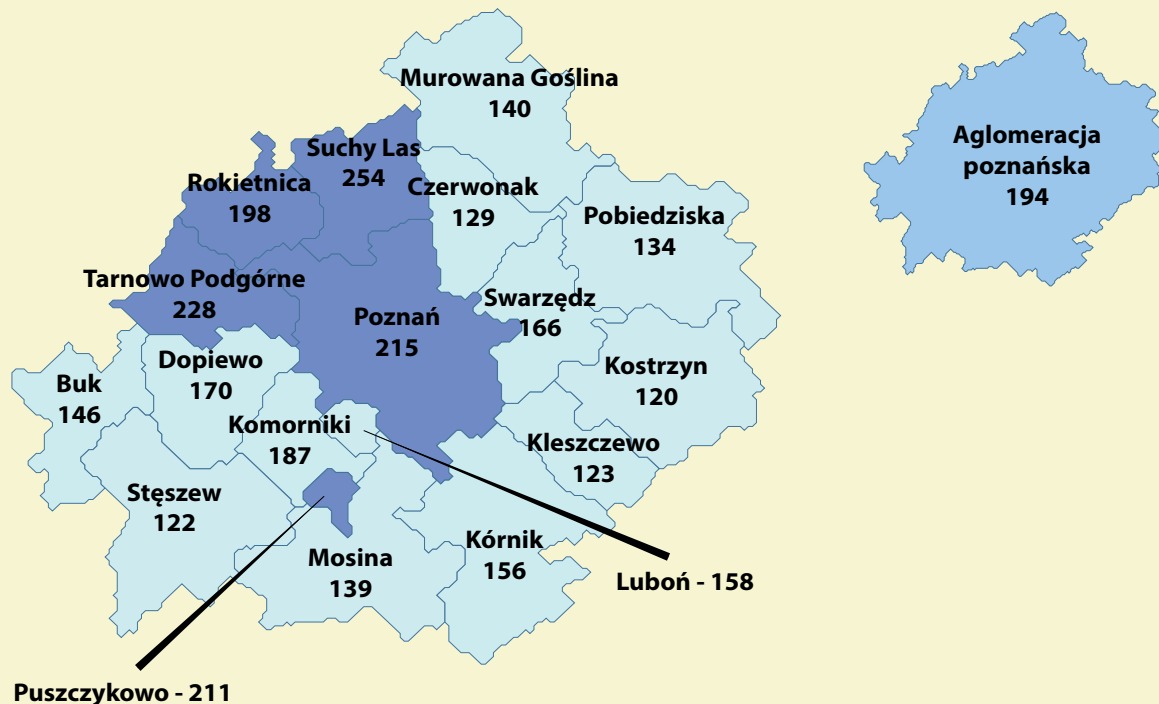 Murowana Goślina
140
Suchy Las
254
Rokietnica
198
Czerwonak
129
Pobiedziska
134
Tarnowo Podgórne
228
Swarzędz
166
Poznań
215
Dopiewo
170
Kostrzyn
120
Buk
146
Komorniki
187
Kleszczewo
123
Stęszew
122
Mosina
139
Kórnik
156
Luboń - 158
Puszczykowo - 211
Aglomeracja
poznańska
194